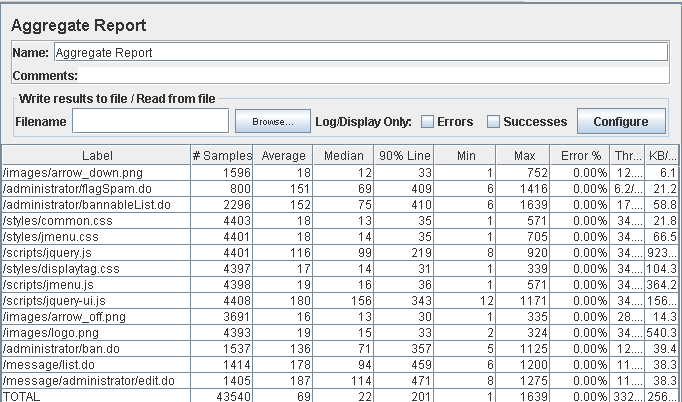 Aggregate Report
Name: Aggregate Report
Comments:
Write results to file / Read from file
Filename Browse... Log/Display Only: Errors Successes Configure
Label # Samples Average Median 90% Line Min Max Error % Thr... KB/...
/images/arrow_down.png 1596 18 12 33 1 752 0.00% 12.... 6.1
/administrator/flagSpam.do 800 151 69 409 6 1416 0.00% 6.2/... 21.2
/administrator/bannableList.do 2296 152 75 410 6 1639 0.00% 17.... 58.8
/styles/common.css 4403 18 13 35 1 571 0.00% 34.... 21.8
/styles/jmenu.css 4401 18 14 35 1 705 0.00% 34.... 66.5
/scripts/jquery.js 4401 116 99 219 8 920 0.00% 34.... 923...
/styles/displaytag.css 4397 17 14 31 1 339 0.00% 34.... 104.3
/scripts/jmenu.js 4398 19 16 36 1 571 0.00% 34.... 364.2
/scripts/jquery-ui.js 4408 180 156 343 12 1171 0.00% 34.... 156...
/images/arrow_off.png 3691 16 13 30 1 335 0.00% 28.... 14.3
/images/logo.png 4393 19 15 33 2 324 0.00% 34.... 540.3
/administrator/ban.do 1537 136 71 357 5 1125 0.00% 12.... 39.4
/message/list.do 1414 178 94 459 6 1200 0.00% 11.... 38.3
/message/administrator/edit.do 1405 187 114 471 8 1275 0.00% 11.... 38.3
TOTAL 43540 69 22 201 1 1639 0.00% 332... 256...